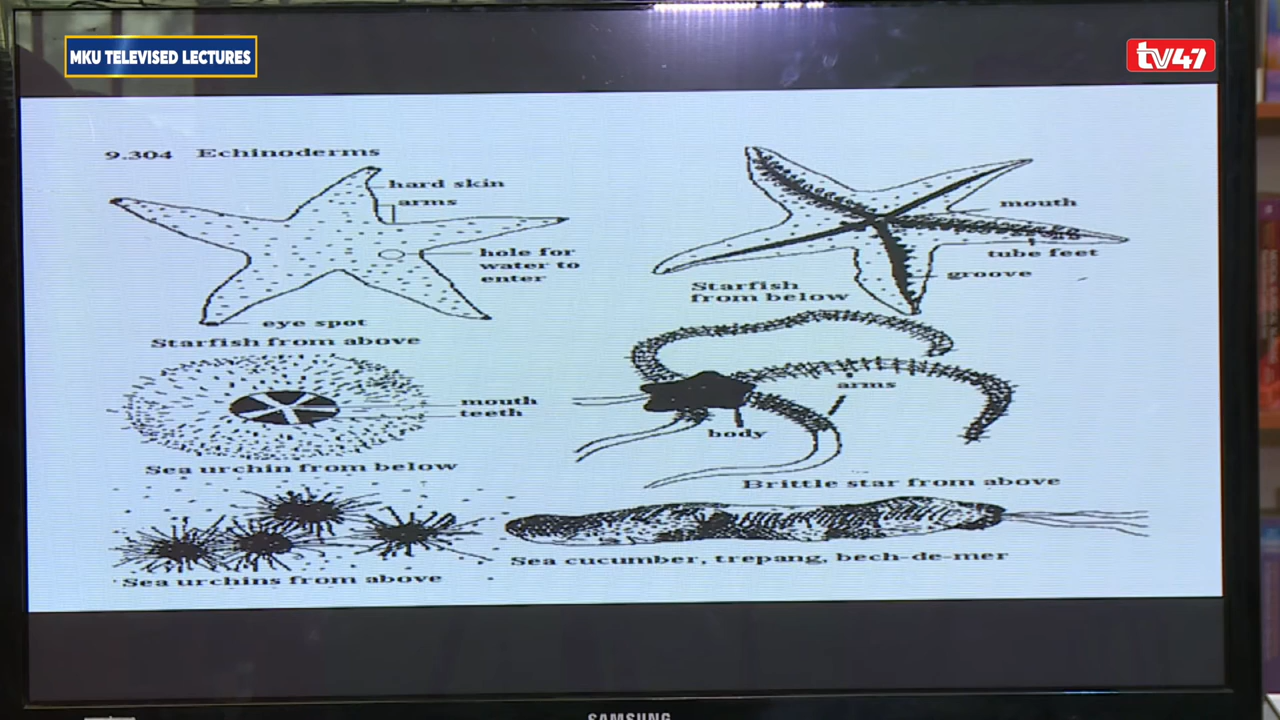 MKU TELEVISED LECTURES
tv47
9.304 Echinoderms
hard skin
arms
hole for
water to
enter
eye spot
Starfish from above
mouth
tube feet
groove
Starfish
from below
mouth
teeth
Sea urchin from below
arms
body
Brittle star from above
Sea urchins from above
Sea cucumber, trepang, bech-de-mer
SAMSUNG